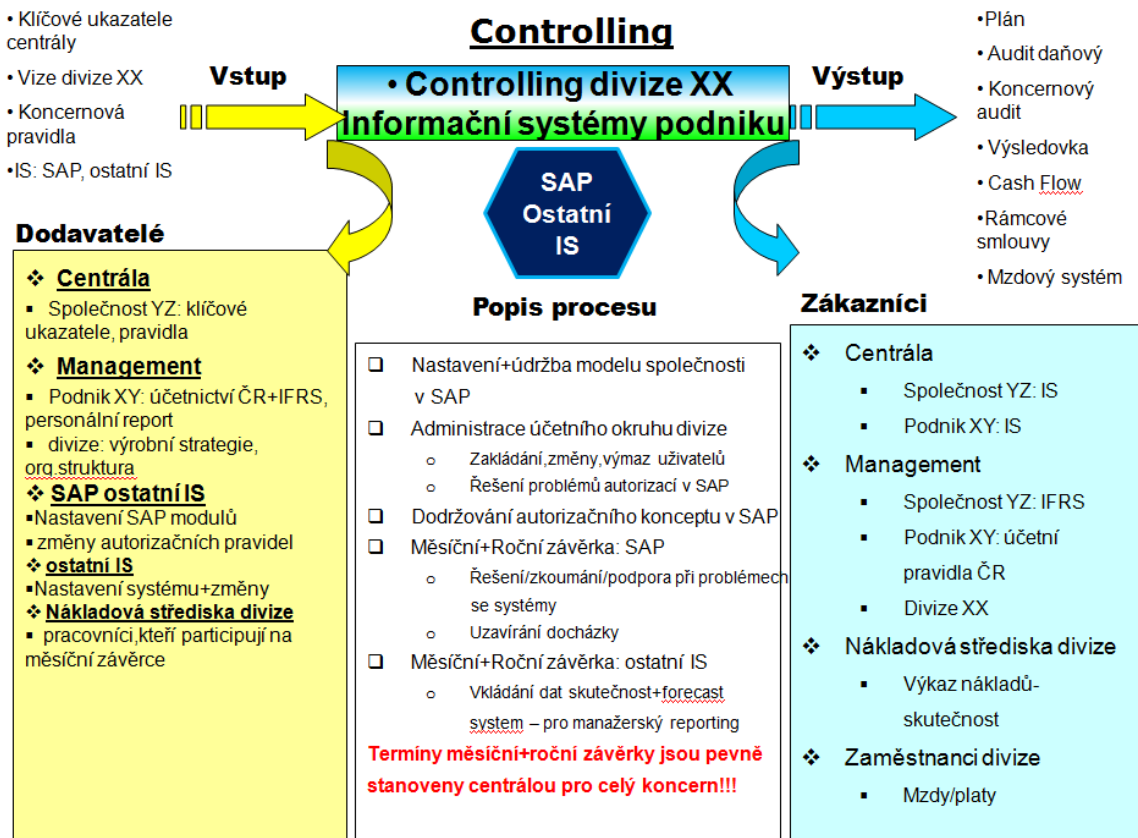 • Klíčové ukazatele
centrály
• Vize divize XX
• Koncernová
pravidla
•IS: SAP, ostatní IS
Vstup
Controlling
• Controlling divize XX
Informační systémy podniku
SAP
Ostatní
IS
Výstup
•Plán
• Audit daňový
• Koncernový
audit
• Výsledovka
• Cash Flow
• Rámcové
smlouvy
• Mzdový systém
Dodavatelé
❖ Centrála
▪ Společnost YZ: klíčové
ukazatele, pravidla
❖ Management
▪ Podnik XY: účetnictví ČR+IFRS,
personální report
▪ divize: výrobní strategie,
org.struktura
❖ SAP ostatní IS
▪Nastavení SAP modulů
▪změny autorizačních pravidel
❖ ostatní IS
▪Nastavení systému+změny
❖ Nákladová střediska divize
▪ pracovníci,kteří participují na
měsíční závěrce
Popis procesu
❑ Nastavení+údržba modelu společnosti
v SAP
❑ Administrace účetního okruhu divize
o Zakládání,změny,výmaz uživatelů
o Řešení problémů autorizací v SAP
❑ Dodržování autorizačního konceptu v SAP
❑ Měsíční+Roční závěrka: SAP
o Řešení/zkoumání/podpora při problémech
se systémy
o Uzavírání docházky
❑ Měsíční+Roční závěrka: ostatní IS
o Vkládání dat skutečnost+forecast
system – pro manažerský reporting
Termíny měsíční+roční závěrky jsou pevně
stanoveny centrálou pro celý koncern!!!
Zákazníci
❖ Centrála
▪ Společnost YZ: IS
▪ Podnik XY: IS
❖ Management
▪ Společnost YZ: IFRS
▪ Podnik XY: účetní
pravidla ČR
▪ Divize XX
❖ Nákladová střediska divize
▪ Výkaz nákladů-
skutečnost
❖ Zaměstnanci divize
▪ Mzdy/platy